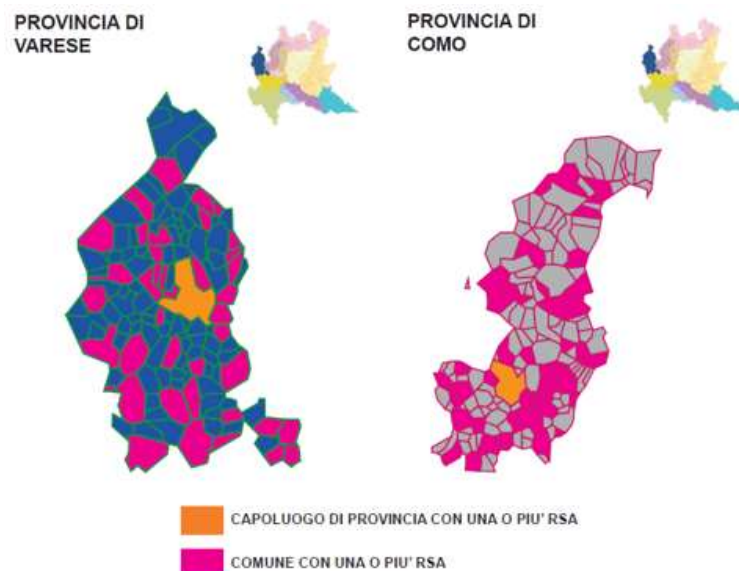 PROVINCIA DI
VARESE
PROVINCIA DI
COMO
CAPOLUOGO DI PROVINCIA CON UNA O PIU' RSA
COMUNE CON UNA O PIU' RSA